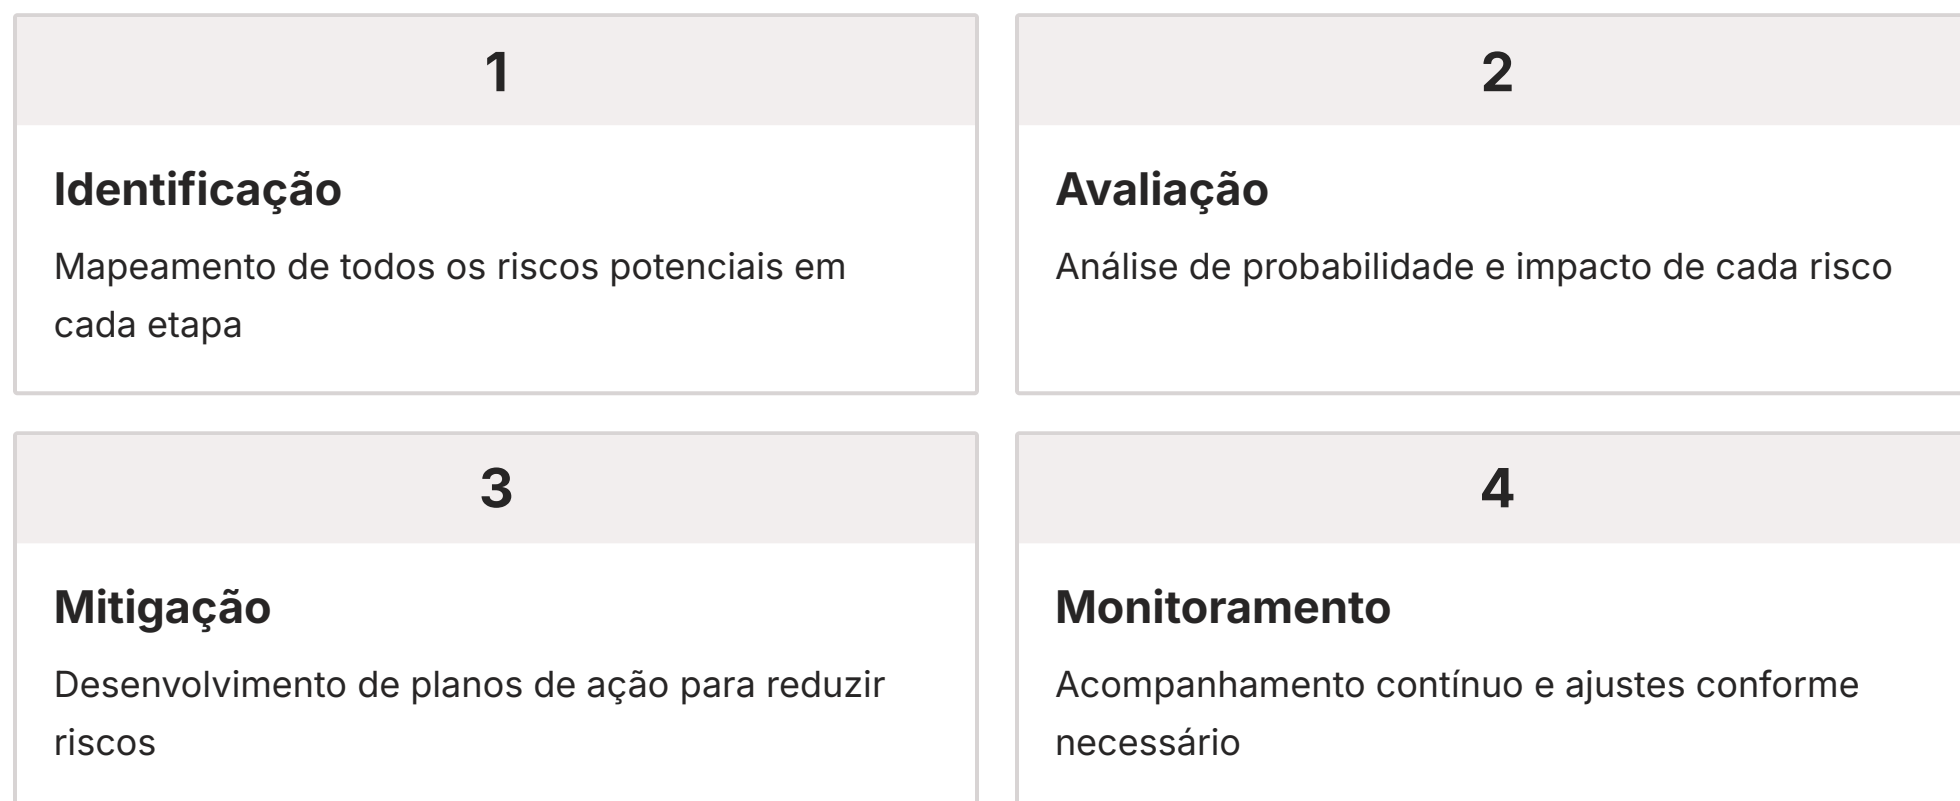 1
Identificação
Mapeamento de todos os riscos potenciais em
cada etapa
2
Avaliação
Análise de probabilidade e impacto de cada risco
3
Mitigação
Desenvolvimento de planos de ação para reduzir
riscos
4
Monitoramento
Acompanhamento contínuo e ajustes conforme
necessário